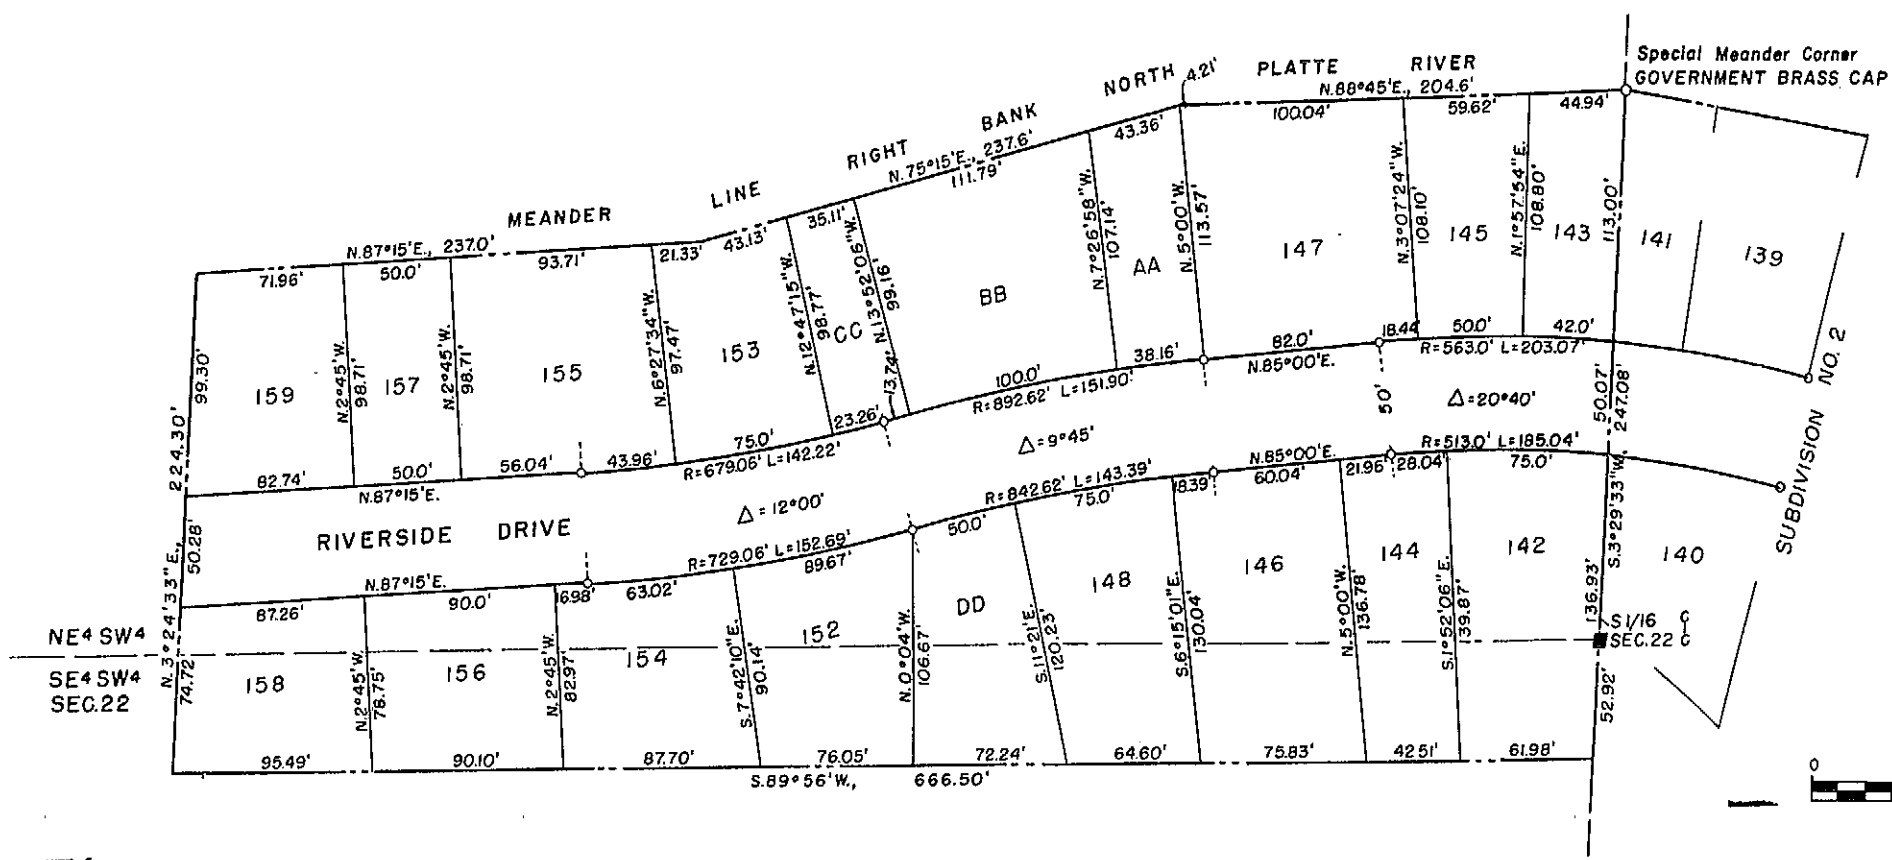 Special Meander Corner
GOVERNMENT BRASS CAP
MEANDER LINE RIGHT BANK NORTH PLATTE RIVER
4.21'
N.88°45'E., 204.6'
100.04'
59.62'
44.94'
N.75°15'E., 237.6'
111.79'
43.36'
35.11'
43.13'
21.33'
N.87°15'E., 237.0'
71.96'
50.0'
93.71'
99.30'
159
N.2°45'W.
98.71'
157
N.2°45'W.
98.71'
155
N.6°27'34"W.
97.47'
153
N.12°47'15"W.
98.77'
CC
N.13°52'06"W.
99.16'
BB
N.7°26'58"W.
107.14'
AA
N.5°00'W.
113.57'
147
N.3°07'24"W.
108.10'
145
N.1°57'54"E.
108.80'
143
113.00'
141
139
82.74'
50.0'
56.04'
43.96'
75.0'
23.26'
13.74'
100.0'
38.16'
82.0'
18.44'
50.0'
42.0'
N.87°15'E.
R=679.06' L=142.22'
R=892.62' L=151.90'
N.85°00'E.
R=563.0' L=203.07'
224.30'
50.28'
N.3°24'33"E.,
RIVERSIDE DRIVE
Δ=12°00'
Δ=9°45'
50'
Δ=20°40'
50.07'
247.08'
SUBDIVISION NO. 2
N.87°15'E.
R=729.06' L=152.69'
R=842.62' L=143.39'
N.85°00'E.
R=513.0' L=185.04'
87.26'
90.0'
16.98'
63.02'
89.67'
50.0'
75.0'
18.39'
60.04'
21.96'
28.04'
75.0'
NE4 SW4
SE4 SW4
SEC.22
74.72'
158
N.2°45'W.
78.75'
156
N.2°45'W.
82.97'
154
S.7°42'10"E.
90.14'
152
N.0°04'W.
106.67'
DD
S.11°21'E.
120.23'
148
S.6°15'01"E.
130.04'
146
N.5°00'W.
136.78'
144
S.1°52'06"E.
139.87'
142
S.3°29'33"W.
136.93'
140
S1/16 ₵
SEC.22 ₵
52.92'
95.49'
90.10'
87.70'
76.05'
72.24'
64.60'
75.83'
42.51'
61.98'
S.89°56'W., 666.50'
0